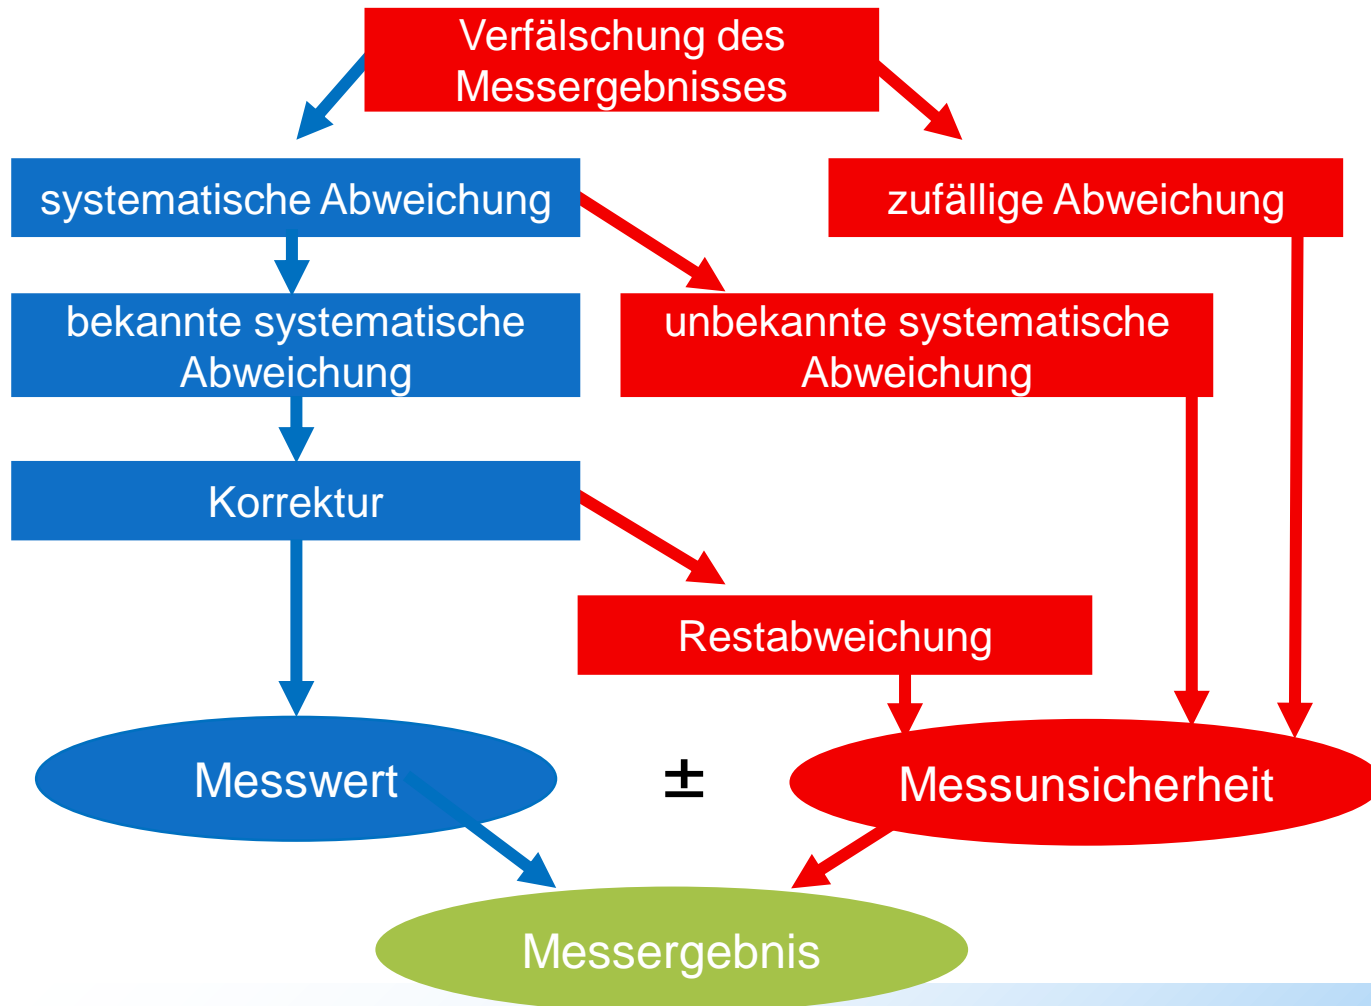 Verfälschung des
Messergebnisses
systematische Abweichung
zufällige Abweichung
bekannte systematische
Abweichung
unbekannte systematische
Abweichung
Korrektur
Restabweichung
Messwert
±
Messunsicherheit
Messergebnis